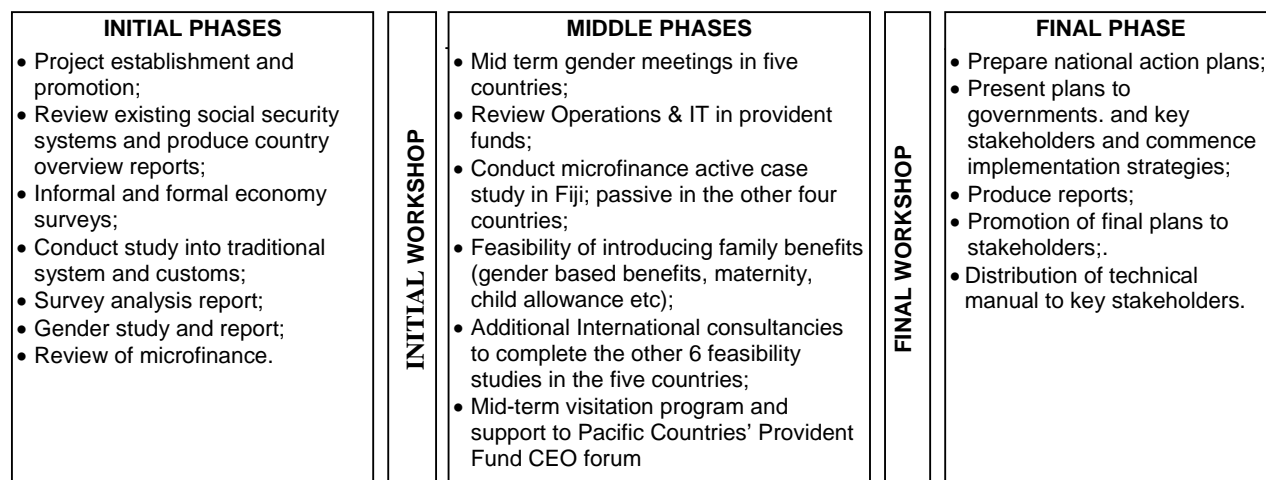 INITIAL PHASES
• Project establishment and
promotion;
• Review existing social security
systems and produce country
overview reports;
• Informal and formal economy
surveys;
• Conduct study into traditional
system and customs;
• Survey analysis report;
• Gender study and report;
• Review of microfinance.
INITIAL WORKSHOP
MIDDLE PHASES
• Mid term gender meetings in five
countries;
• Review Operations & IT in provident
funds;
• Conduct microfinance active case
study in Fiji; passive in the other four
countries;
• Feasibility of introducing family benefits
(gender based benefits, maternity,
child allowance etc);
• Additional International consultancies
to complete the other 6 feasibility
studies in the five countries;
• Mid-term visitation program and
support to Pacific Countries' Provident
Fund CEO forum
FINAL WORKSHOP
FINAL PHASE
• Prepare national action plans;
• Present plans to
governments. and key
stakeholders and commence
implementation strategies;
• Produce reports;
• Promotion of final plans to
stakeholders;.
• Distribution of technical
manual to key stakeholders.